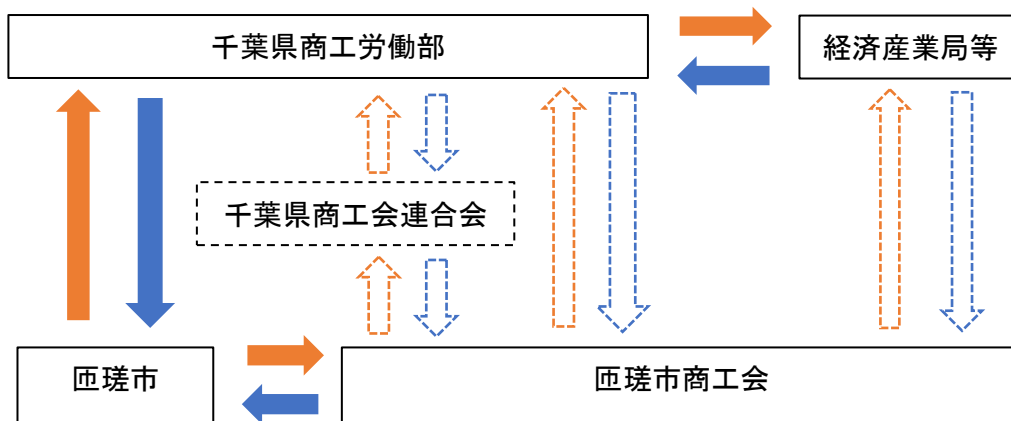 千葉県商工労働部
経済産業局等
千葉県商工会連合会
匝瑳市
匝瑳市商工会